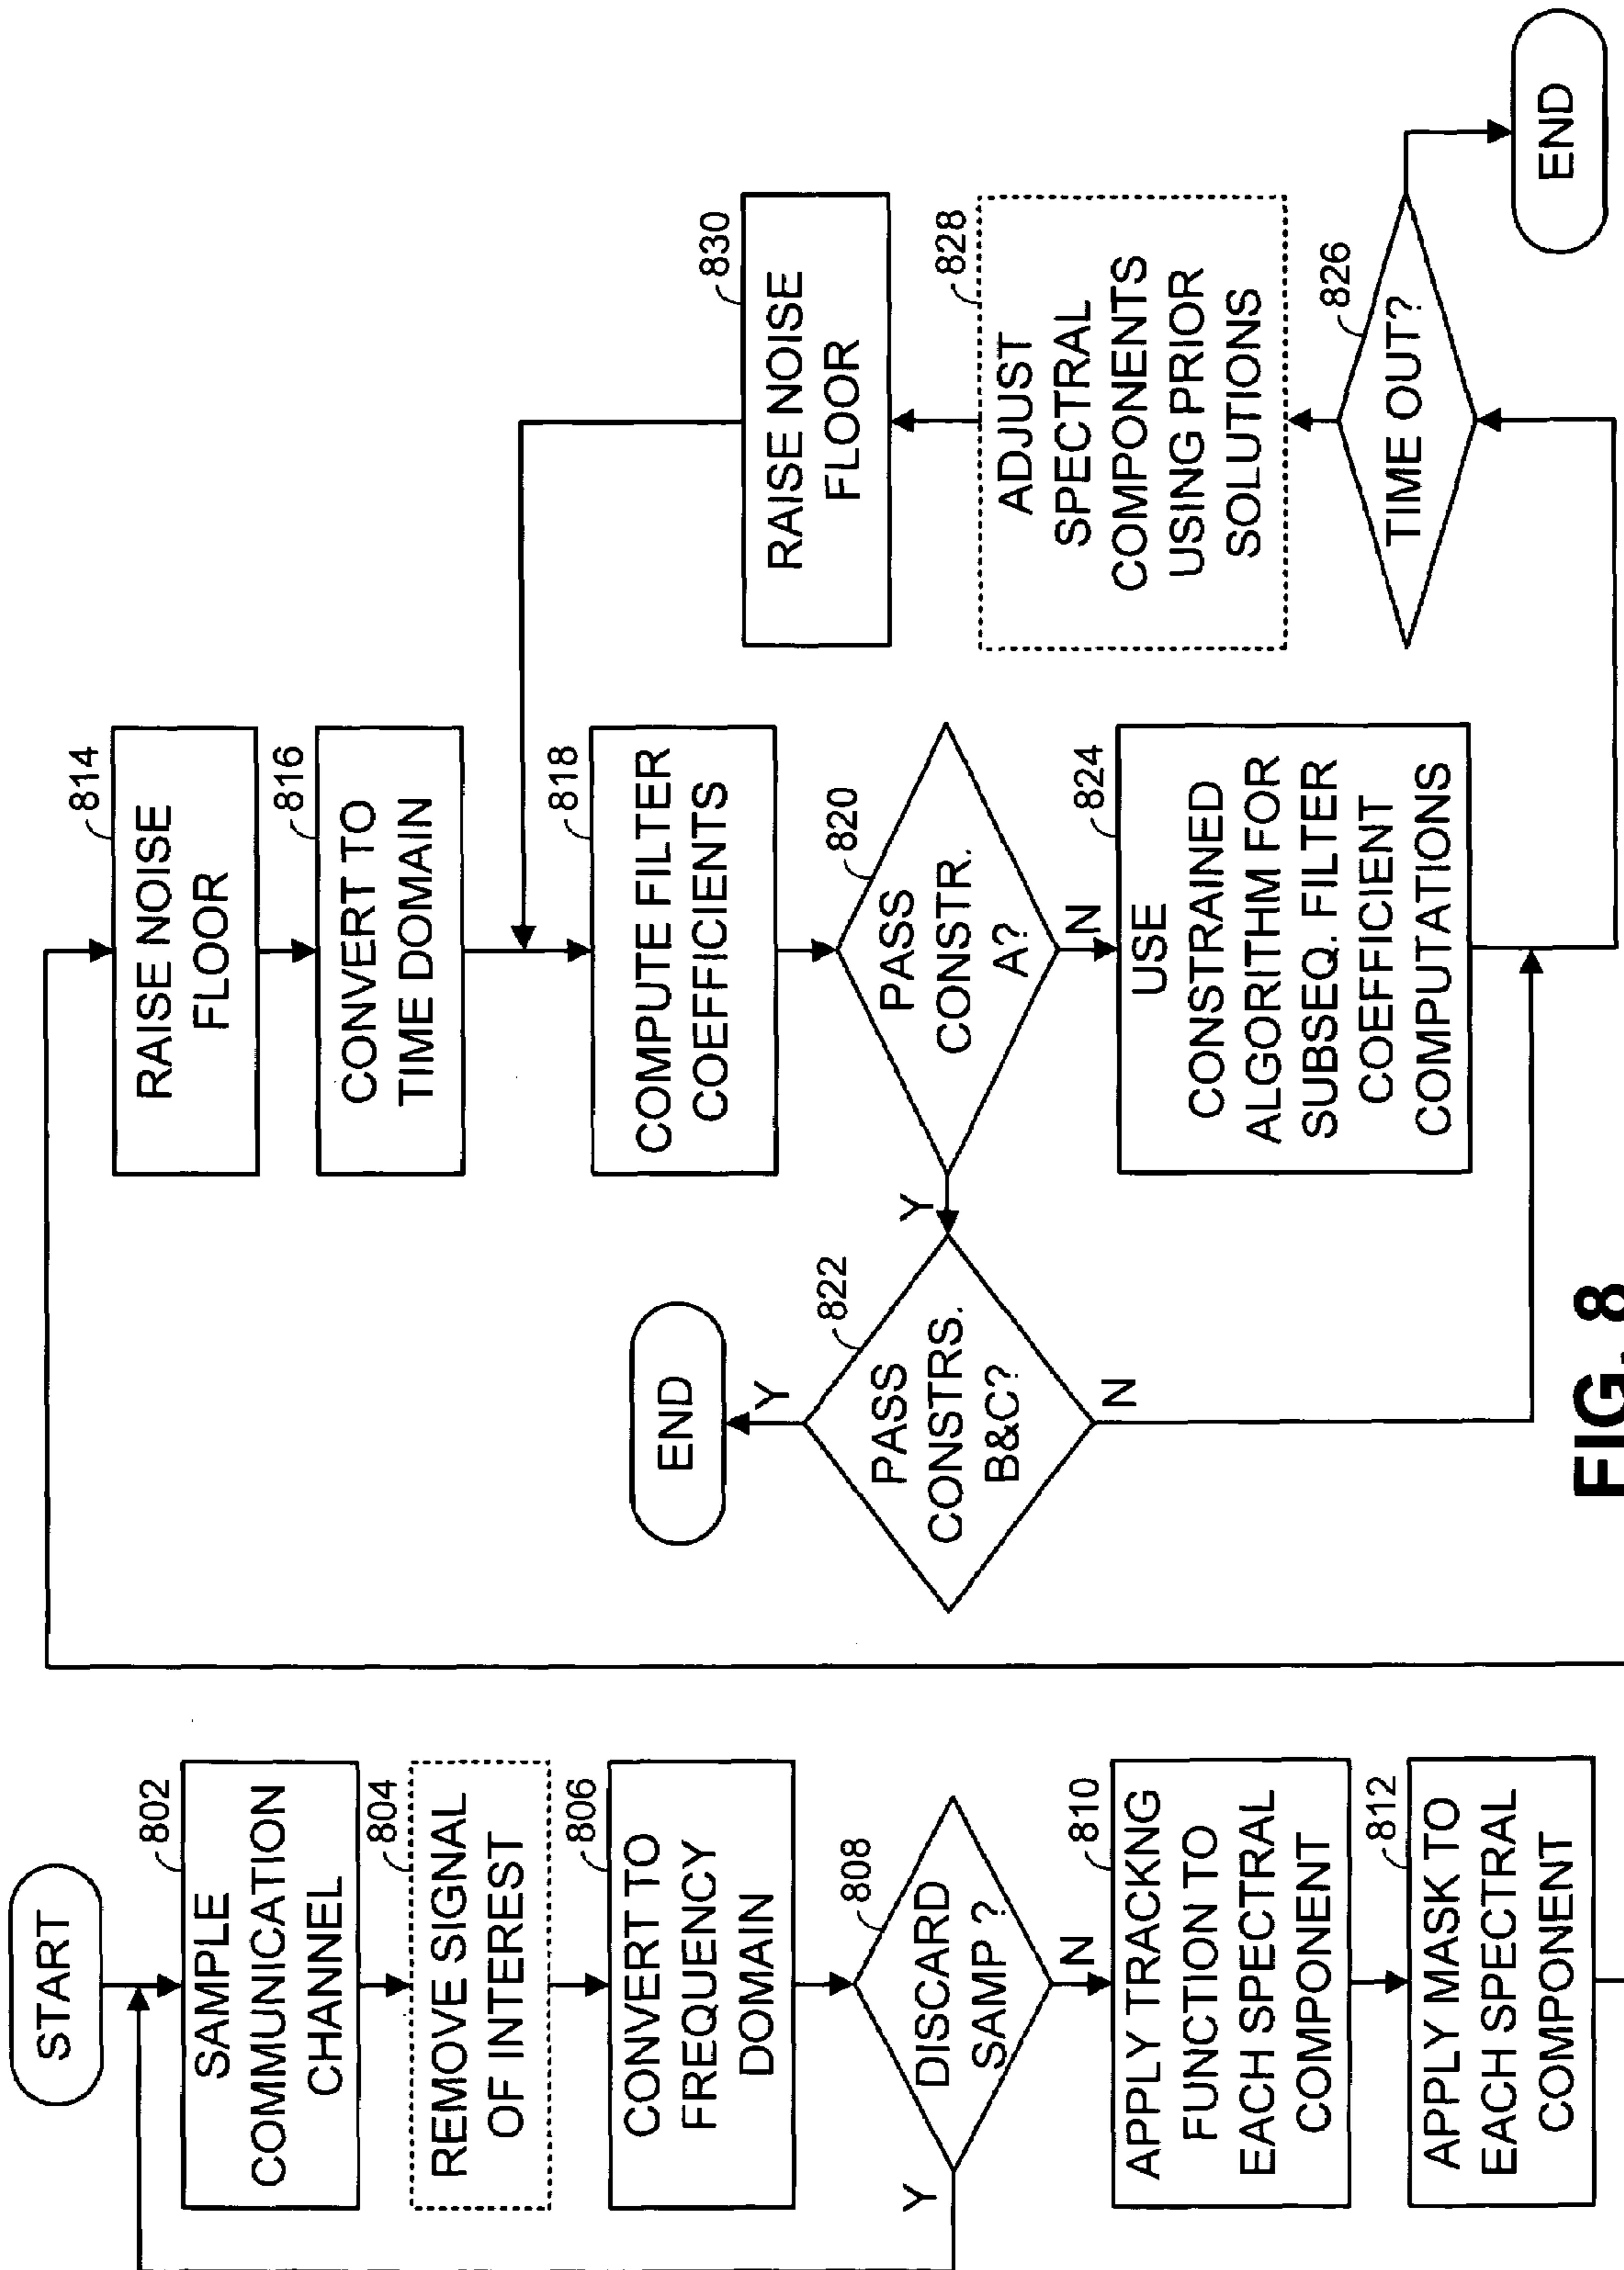 START
802
SAMPLE
COMMUNICATION
CHANNEL
804
REMOVE SIGNAL
OF INTEREST
806
CONVERT TO
FREQUENCY
DOMAIN
808
DISCARD
SAMP ?
Y
N
810
APPLY TRACKNG
FUNCTION TO
EACH SPECTRAL
COMPONENT
812
APPLY MASK TO
EACH SPECTRAL
COMPONENT
814
RAISE NOISE
FLOOR
816
CONVERT TO
TIME DOMAIN
818
COMPUTE FILTER
COEFFICIENTS
820
PASS
CONSTR.
A?
Y
N
822
PASS
CONSTRS.
B&C?
Y
N
END
824
USE
CONSTRAINED
ALGORITHM FOR
SUBSEQ. FILTER
COEFFICIENT
COMPUTATIONS
830
RAISE NOISE
FLOOR
828
ADJUST
SPECTRAL
COMPONENTS
USING PRIOR
SOLUTIONS
826
TIME OUT?
END
FIG. 8